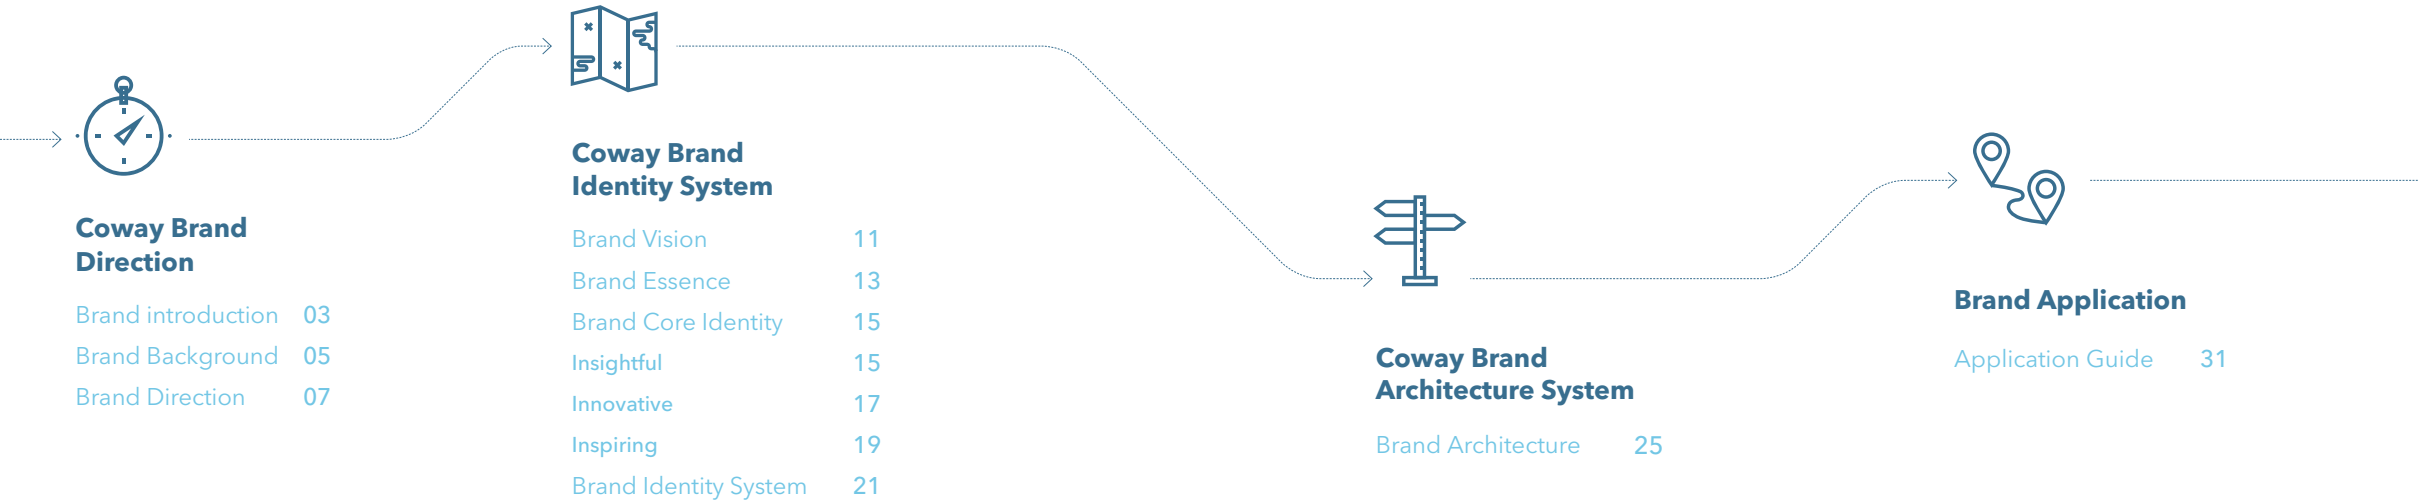 Coway Brand
Direction
Brand introduction 03
Brand Background 05
Brand Direction 07
Coway Brand
Identity System
Brand Vision 11
Brand Essence 13
Brand Core Identity 15
Insightful 15
Innovative 17
Inspiring 19
Brand Identity System 21
Coway Brand
Architecture System
Brand Architecture 25
Brand Application
Application Guide 31